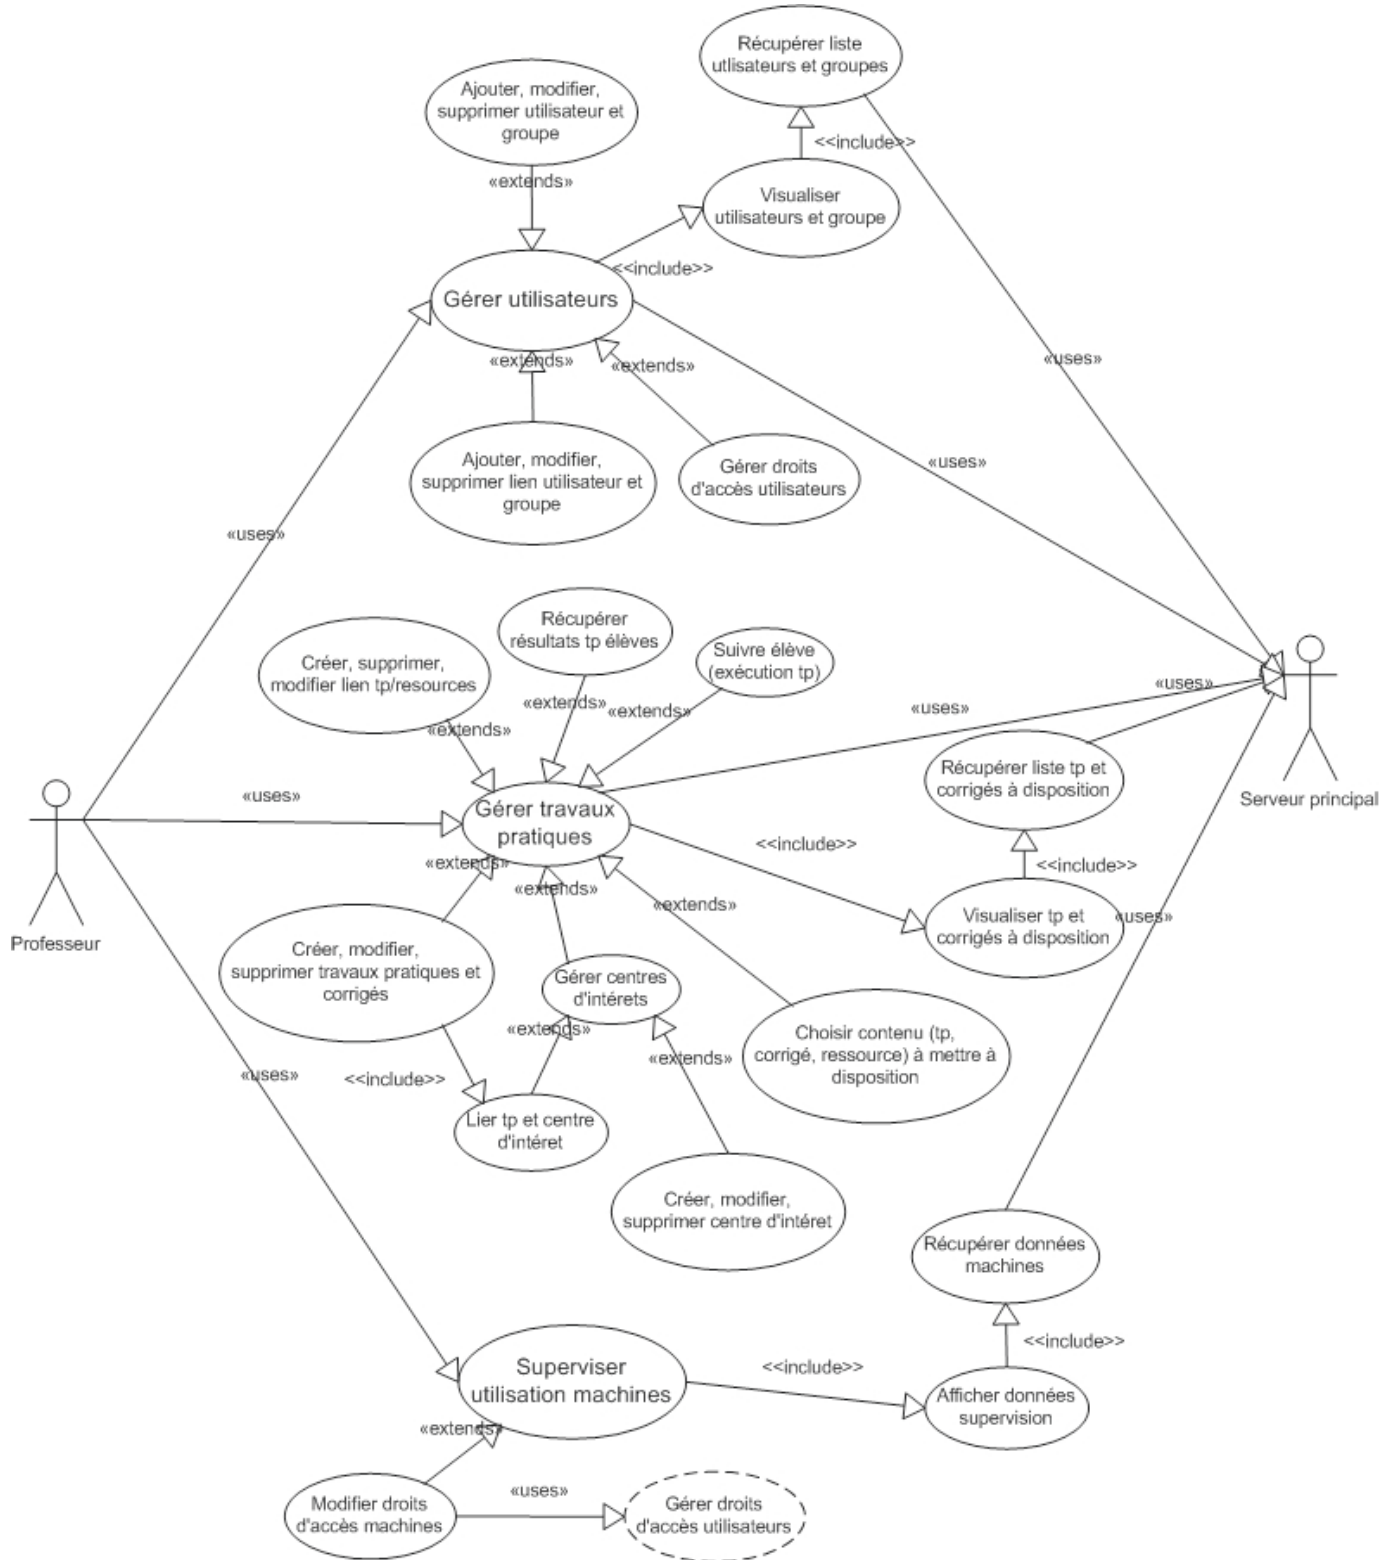 Récupérer liste
utlisateurs et groupes
Ajouter, modifier,
supprimer utilisateur et
groupe
<<include>>
«extends»
Visualiser
utilisateurs et groupe
<<include>>
Gérer utilisateurs
«uses»
«extends»
«extends»
Ajouter, modifier,
supprimer lien utilisateur et
groupe
Gérer droits
d'accès utilisateurs
«uses»
«uses»
Récupérer
résultats tp élèves
Suivre élève
(exécution tp)
Créer, supprimer,
modifier lien tp/resources
«extends»
«extends»
«extends»
«uses»
«uses»
Récupérer liste tp et
corrigés à disposition
Serveur principal
«uses»
Gérer travaux
pratiques
<<include>>
<<include>>
«extends»
«extends»
«extends»
Visualiser tp et
corrigés à disposition
«uses»
Professeur
Créer, modifier,
supprimer travaux pratiques et
corrigés
Gérer centres
d'intérets
«extends»
«extends»
Choisir contenu (tp,
corrigé, ressource) à mettre à
disposition
«uses»
<<include>>
Lier tp et centre
d'intéret
Créer, modifier,
supprimer centre d'intéret
Récupérer données
machines
<<include>>
Superviser
utilisation machines
<<include>>
Afficher données
supervision
«extends»
Modifier droits
d'accès machines
«uses»
Gérer droits
d'accès utilisateurs